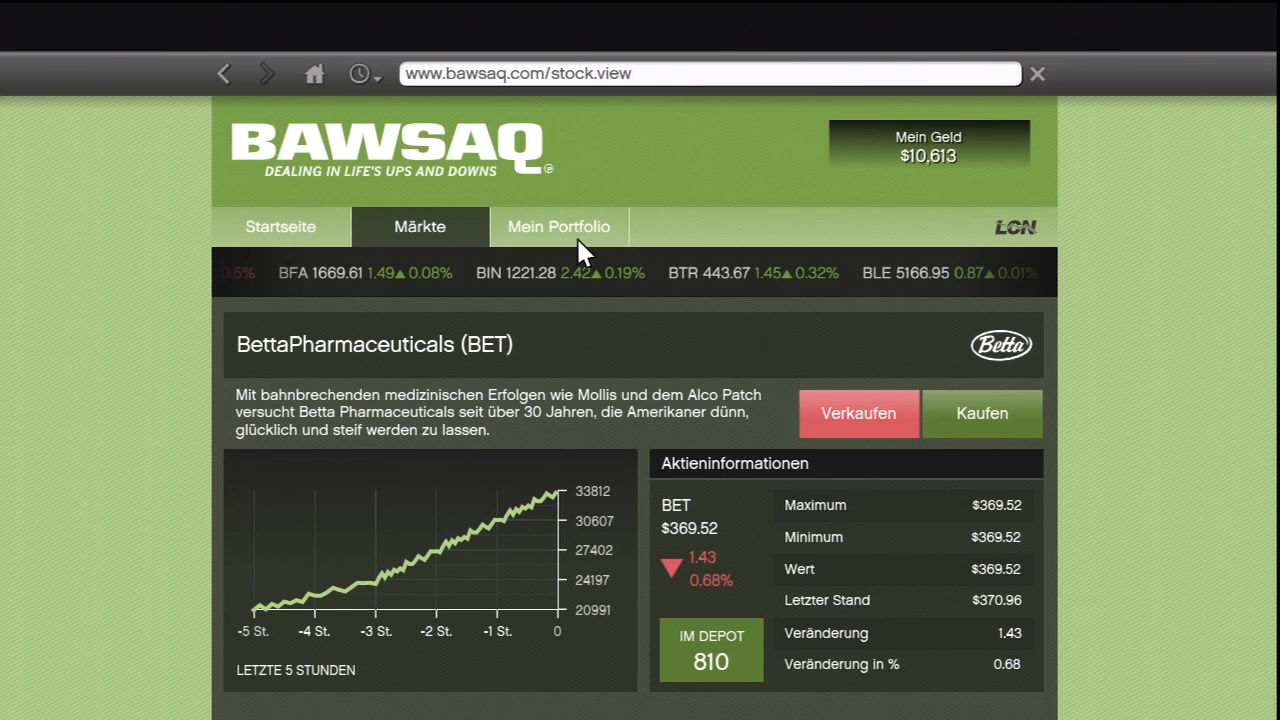 www.bawsaq.com/stock.view
BAWSAQ
DEALING IN LIFE'S UPS AND DOWNS
Mein Geld
$10,613
Startseite Märkte Mein Portfolio LCN
0.5% BFA 1669.61 1.49▲0.08% BIN 1221.28 2.42▲0.19% BTR 443.67 1.45▲0.32% BLE 5166.95 0.87▲0.01%
BettaPharmaceuticals (BET)
Betta
Mit bahnbrechenden medizinischen Erfolgen wie Mollis und dem Alco Patch
versucht Betta Pharmaceuticals seit über 30 Jahren, die Amerikaner dünn,
glücklich und steif werden zu lassen.
Verkaufen Kaufen
33812
30607
27402
24197
20991
-5 St. -4 St. -3 St. -2 St. -1 St. 0
LETZTE 5 STUNDEN
Aktieninformationen
BET
$369.52
▼ 1.43
0.68%
IM DEPOT
810
Maximum $369.52
Minimum $369.52
Wert $369.52
Letzter Stand $370.96
Veränderung 1.43
Veränderung in % 0.68